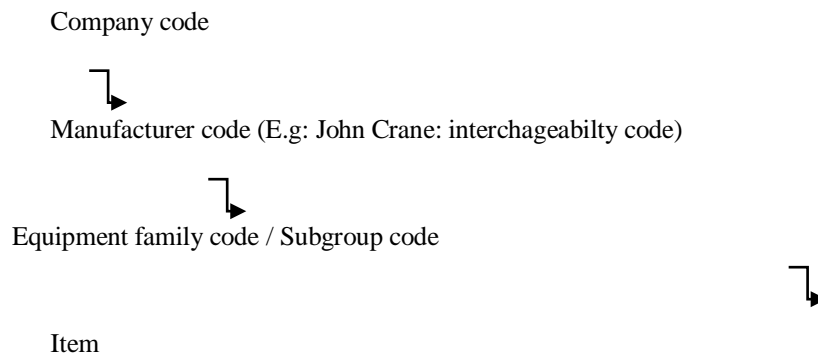 Company code
Manufacturer code (E.g: John Crane: interchageabilty code)
Equipment family code / Subgroup code
Item